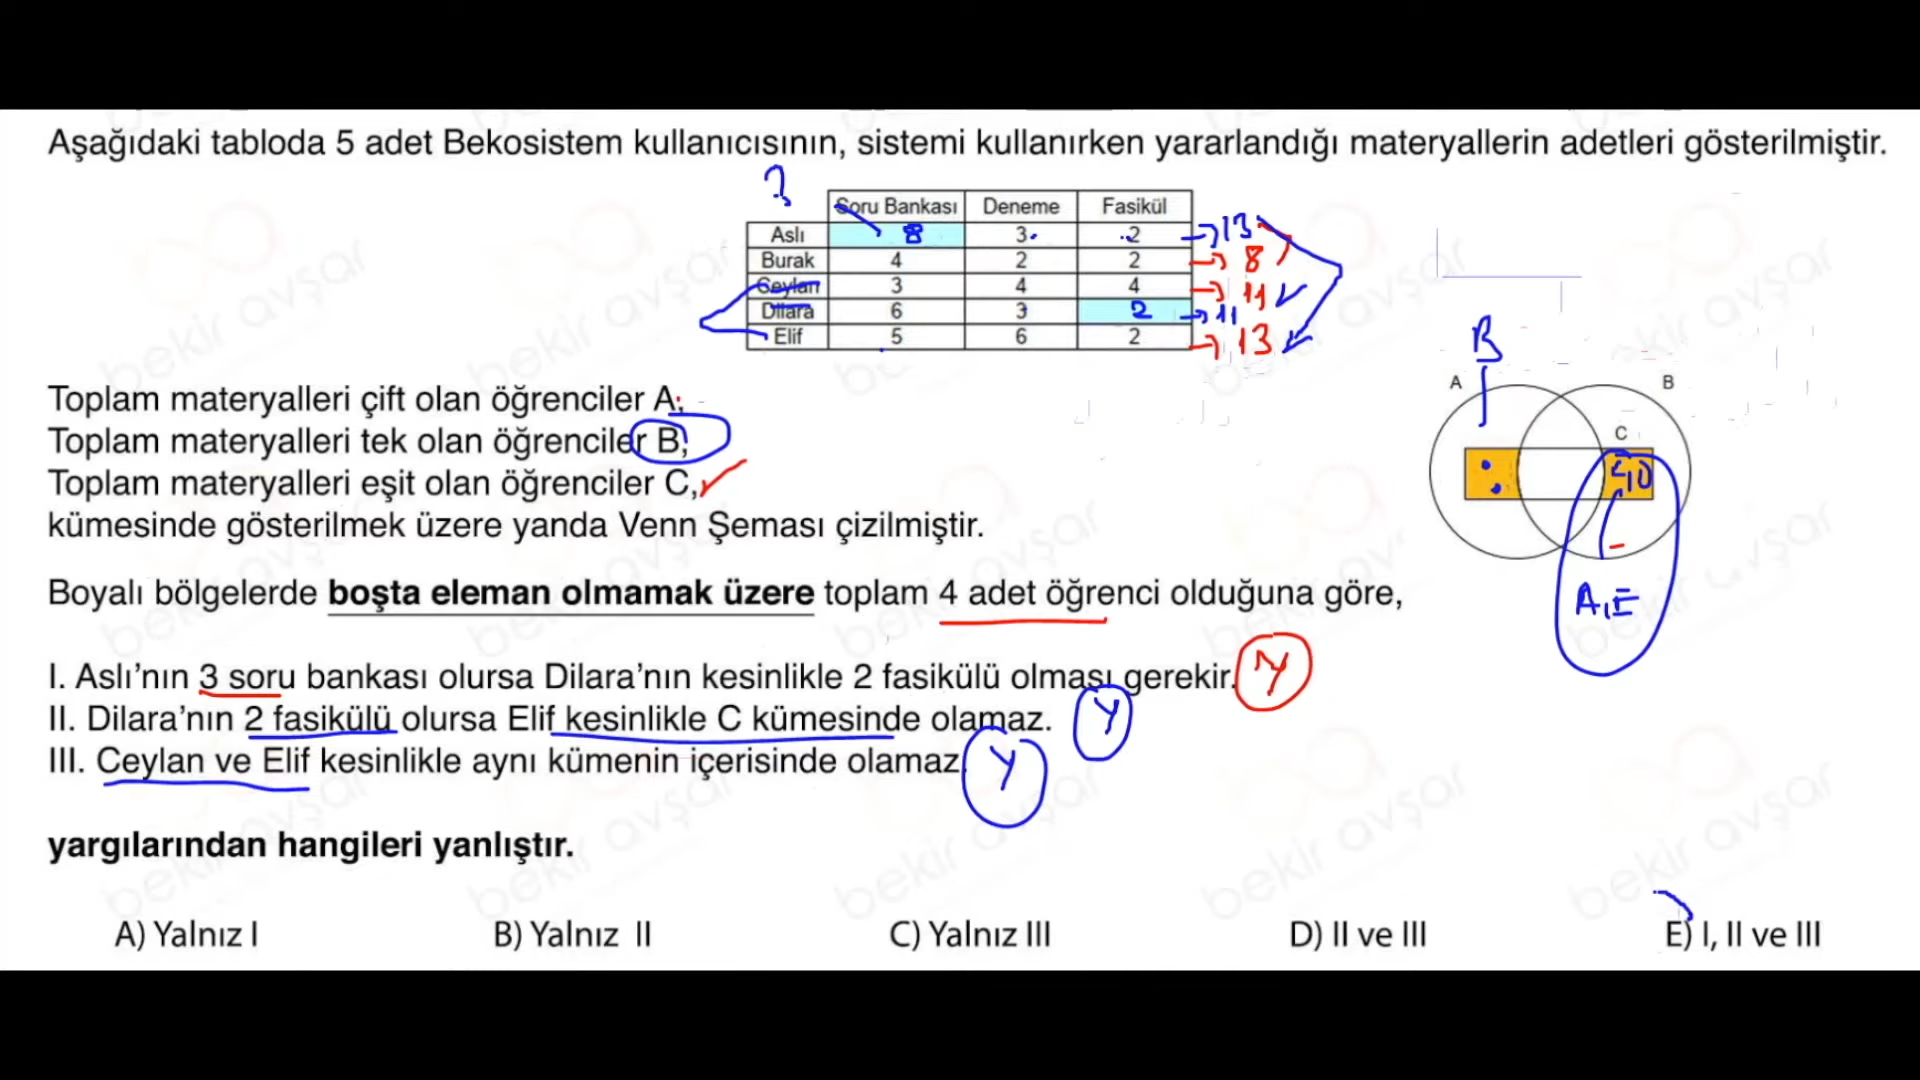 Aşağıdaki tabloda 5 adet Bekosistem kullanıcısının, sistemi kullanırken yararlandığı materyallerin adetleri gösterilmiştir.
?
Soru Bankası Deneme Fasikül
Aslı 8 3 2 → 13
Burak 4 2 2 → 8
Ceylan 3 4 4 → 11
Dilara 6 3 2 → 11
Elif 5 6 2 → 13
Toplam materyalleri çift olan öğrenciler A,
Toplam materyalleri tek olan öğrenciler B,
Toplam materyalleri eşit olan öğrenciler C,
kümesinde gösterilmek üzere yanda Venn Şeması çizilmiştir.
B
A B
C
A, E
Boyalı bölgelerde boşta eleman olmamak üzere toplam 4 adet öğrenci olduğuna göre,
I. Aslı’nın 3 soru bankası olursa Dilara’nın kesinlikle 2 fasikülü olması gerekir. Y
II. Dilara’nın 2 fasikülü olursa Elif kesinlikle C kümesinde olamaz. Y
III. Ceylan ve Elif kesinlikle aynı kümenin içerisinde olamaz. Y
yargılarından hangileri yanlıştır.
A) Yalnız I B) Yalnız II C) Yalnız III D) II ve III E) I, II ve III
bekir avşar